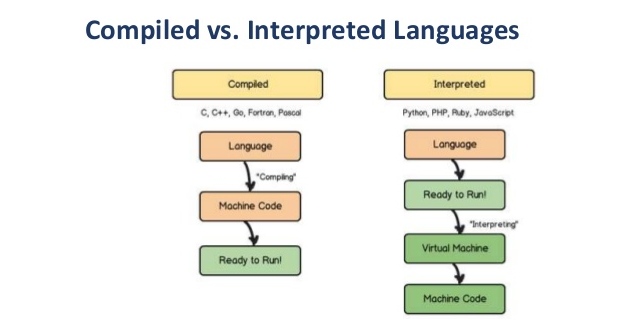 Compiled vs. Interpreted Languages
Compiled
C, C++, Go, Fortran, Pascal
Language
"Compiling"
Machine Code
Ready to Run!
Interpreted
Python, PHP, Ruby, JavaScript
Language
Ready to Run!
"Interpreting"
Virtual Machine
Machine Code